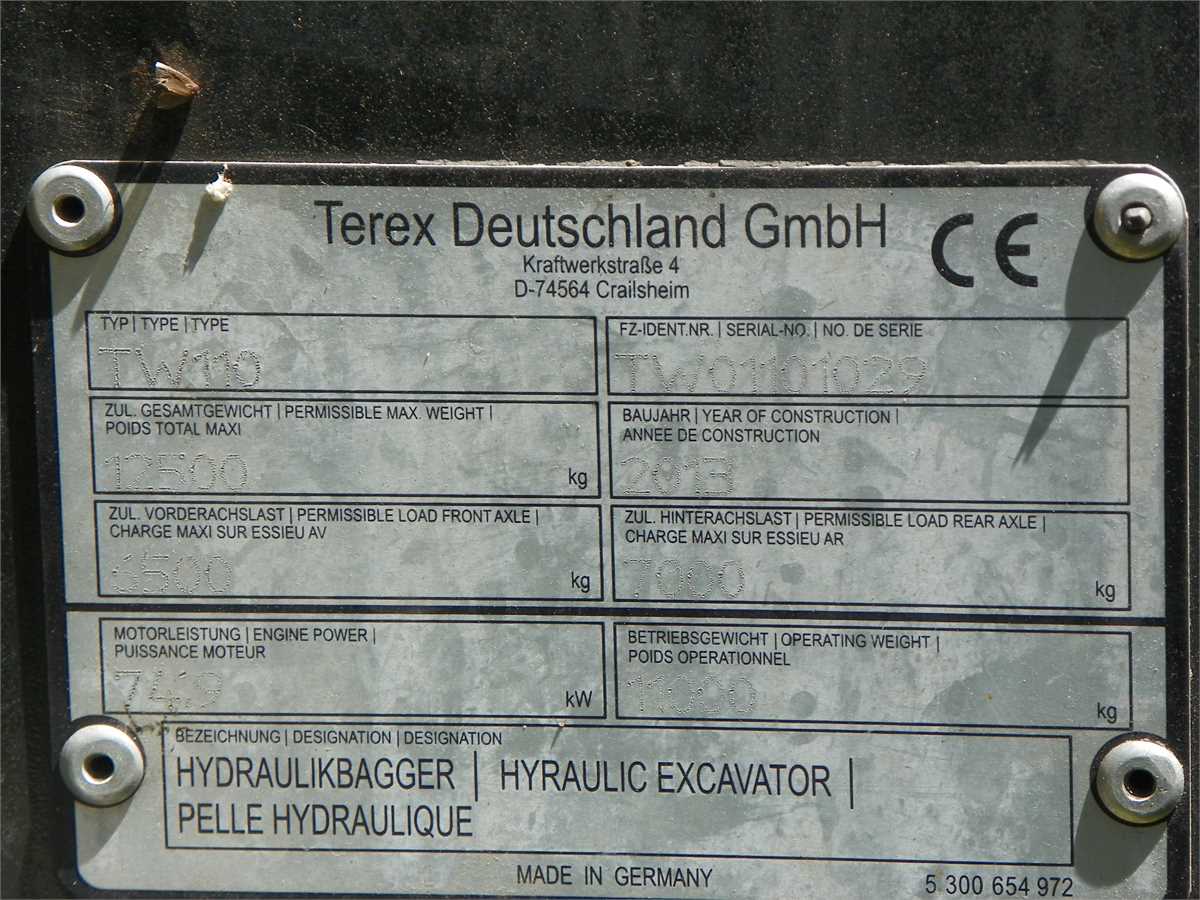 Terex Deutschland GmbH
CE
Kraftwerkstraße 4
D-74564 Crailsheim
TYP | TYPE | TYPE
TW110
FZ-IDENT.NR. | SERIAL-NO. | NO. DE SERIE
TW01101029
ZUL. GESAMTGEWICHT | PERMISSIBLE MAX. WEIGHT |
POIDS TOTAL MAXI
12500 kg
BAUJAHR | YEAR OF CONSTRUCTION |
ANNEE DE CONSTRUCTION
2013
ZUL. VORDERACHSLAST | PERMISSIBLE LOAD FRONT AXLE |
CHARGE MAXI SUR ESSIEU AV
6500 kg
ZUL. HINTERACHSLAST | PERMISSIBLE LOAD REAR AXLE |
CHARGE MAXI SUR ESSIEU AR
7000 kg
MOTORLEISTUNG | ENGINE POWER |
PUISSANCE MOTEUR
74,9 kW
BETRIEBSGEWICHT | OPERATING WEIGHT |
POIDS OPERATIONNEL
11000 kg
BEZEICHNUNG | DESIGNATION | DESIGNATION
HYDRAULIKBAGGER | HYRAULIC EXCAVATOR |
PELLE HYDRAULIQUE
MADE IN GERMANY
5 300 654 972